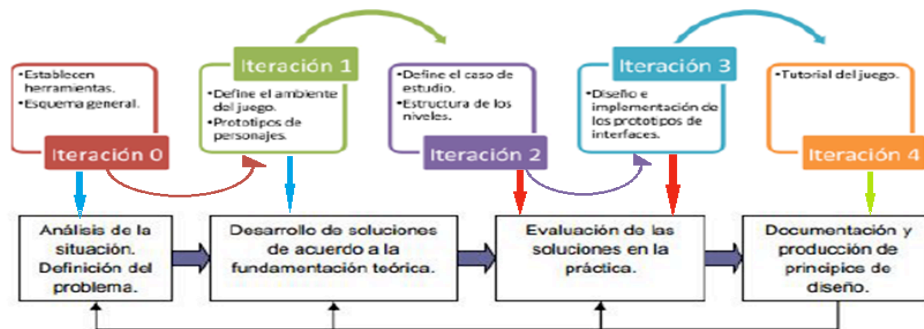 •Establecen
herramientas.
•Esquema general.
Iteración 0
Iteración 1
•Define el ambiente
del juego.
•Prototipos de
personajes.
•Define el caso de
estudio.
•Estructura de los
niveles.
Iteración 2
Iteración 3
•Diseño e
implementación de
los prototipos de
interfaces.
•Tutorial del juego.
Iteración 4
Análisis de la
situación.
Definición del
problema.
Desarrollo de soluciones
de acuerdo a la
fundamentación teórica.
Evaluación de las
soluciones en la
práctica.
Documentación y
producción de
principios de
diseño.